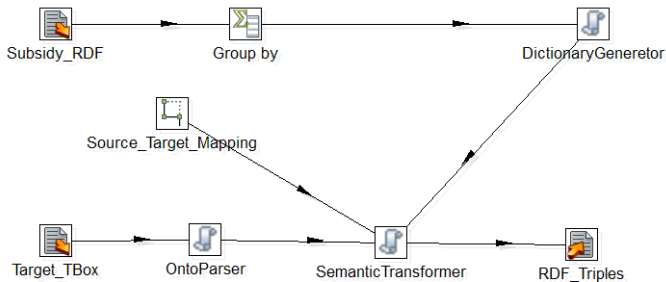 Subsidy_RDF
Group by
DictionaryGeneretor
Source_Target_Mapping
Target_TBox
OntoParser
SemanticTransformer
RDF_Triples